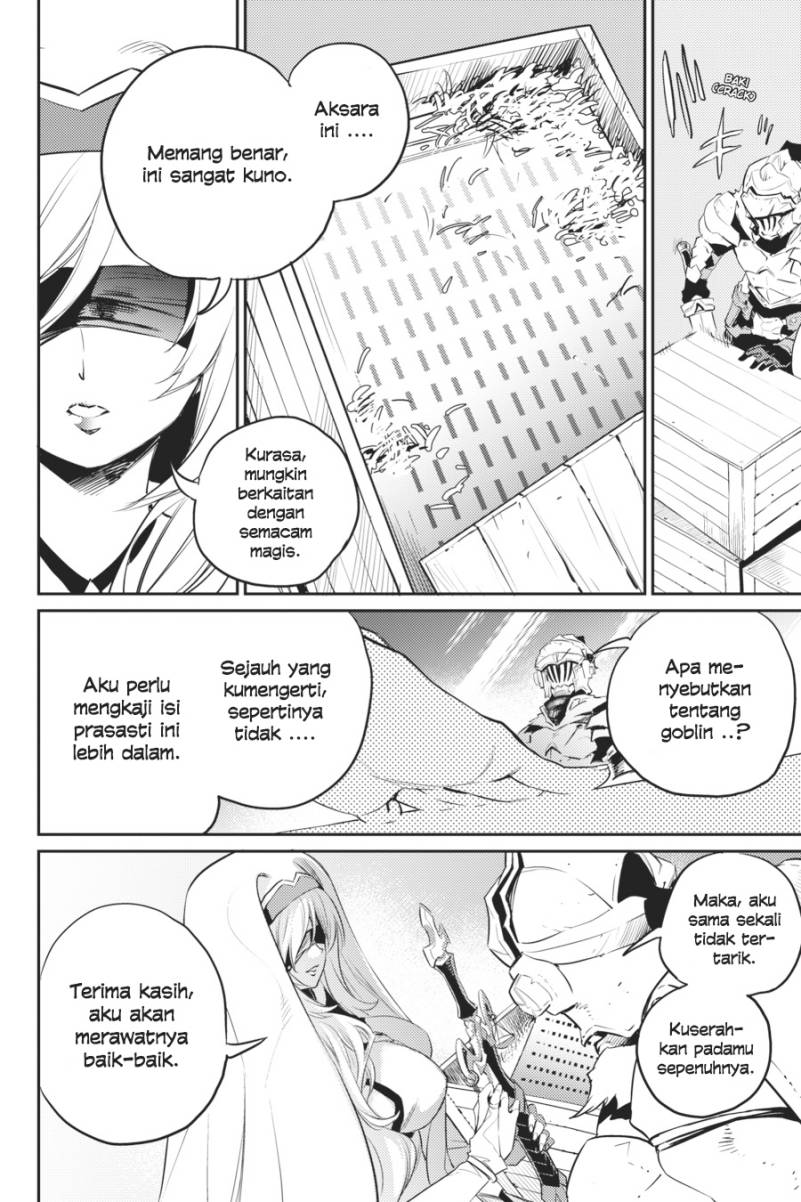 BAKI
(CRACK)
Aksara
ini ....
Memang benar,
ini sangat kuno.
Kurasa,
mungkin
berkaitan
dengan
semacam
magis.
Apa me-
nyebutkan
tentang
goblin ..?
Sejauh yang
kumengerti,
sepertinya
tidak ....
Aku perlu
mengkaji isi
prasasti ini
lebih dalam.
Maka, aku
sama sekali
tidak ter-
tarik.
Kuserah-
kan padamu
sepenuhnya.
Terima kasih,
aku akan
merawatnya
baik-baik.